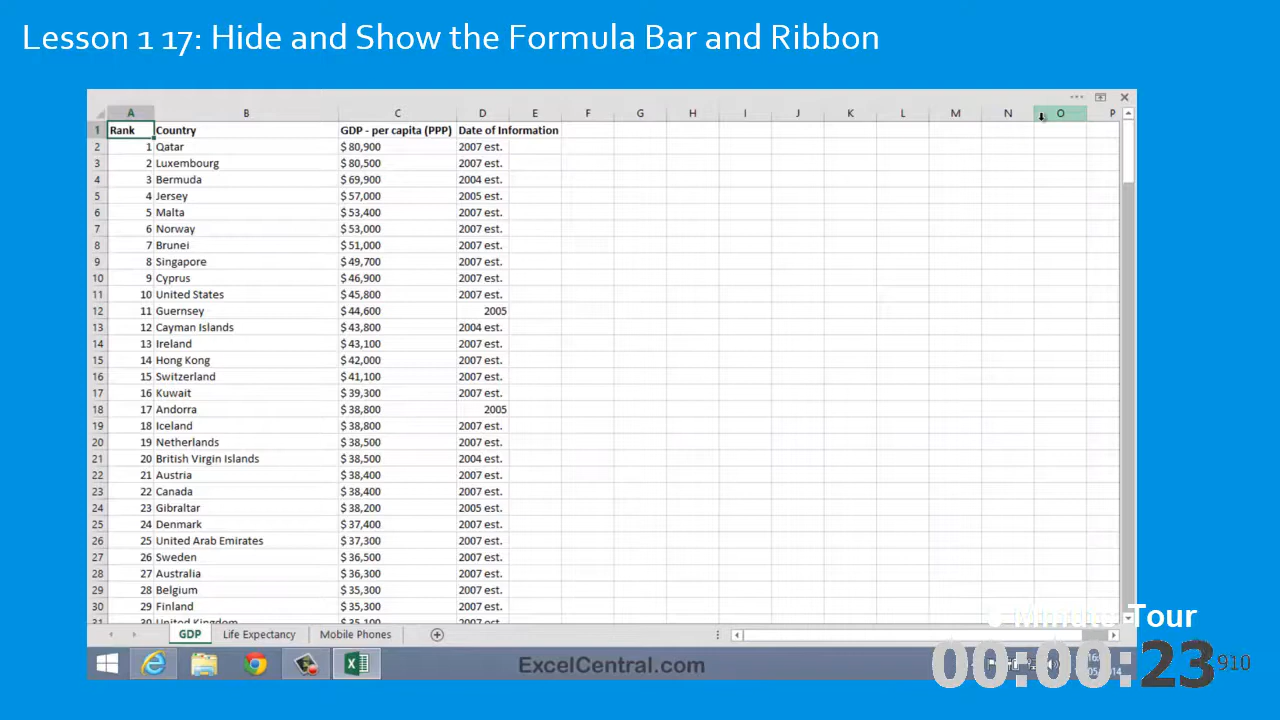 Lesson 1 17: Hide and Show the Formula Bar and Ribbon
A B C D E F G H I J K L M N O P
1 Rank Country GDP - per capita (PPP) Date of Information
2 1 Qatar $ 80,900 2007 est.
3 2 Luxembourg $ 80,500 2007 est.
4 3 Bermuda $ 69,900 2004 est.
5 4 Jersey $ 57,000 2005 est.
6 5 Malta $ 53,400 2007 est.
7 6 Norway $ 53,000 2007 est.
8 7 Brunei $ 51,000 2007 est.
9 8 Singapore $ 49,700 2007 est.
10 9 Cyprus $ 46,900 2007 est.
11 10 United States $ 45,800 2007 est.
12 11 Guernsey $ 44,600 2005
13 12 Cayman Islands $ 43,800 2004 est.
14 13 Ireland $ 43,100 2007 est.
15 14 Hong Kong $ 42,000 2007 est.
16 15 Switzerland $ 41,100 2007 est.
17 16 Kuwait $ 39,300 2007 est.
18 17 Andorra $ 38,800 2005
19 18 Iceland $ 38,800 2007 est.
20 19 Netherlands $ 38,500 2007 est.
21 20 British Virgin Islands $ 38,500 2004 est.
22 21 Austria $ 38,400 2007 est.
23 22 Canada $ 38,400 2007 est.
24 23 Gibraltar $ 38,200 2005 est.
25 24 Denmark $ 37,400 2007 est.
26 25 United Arab Emirates $ 37,300 2007 est.
27 26 Sweden $ 36,500 2007 est.
28 27 Australia $ 36,300 2007 est.
29 28 Belgium $ 35,300 2007 est.
30 29 Finland $ 35,300 2007 est.
31 30 United Kingdom $ 35,100 2007 est.
Minute Tour
GDP Life Expectancy Mobile Phones
ExcelCentral.com
00:00:23 910